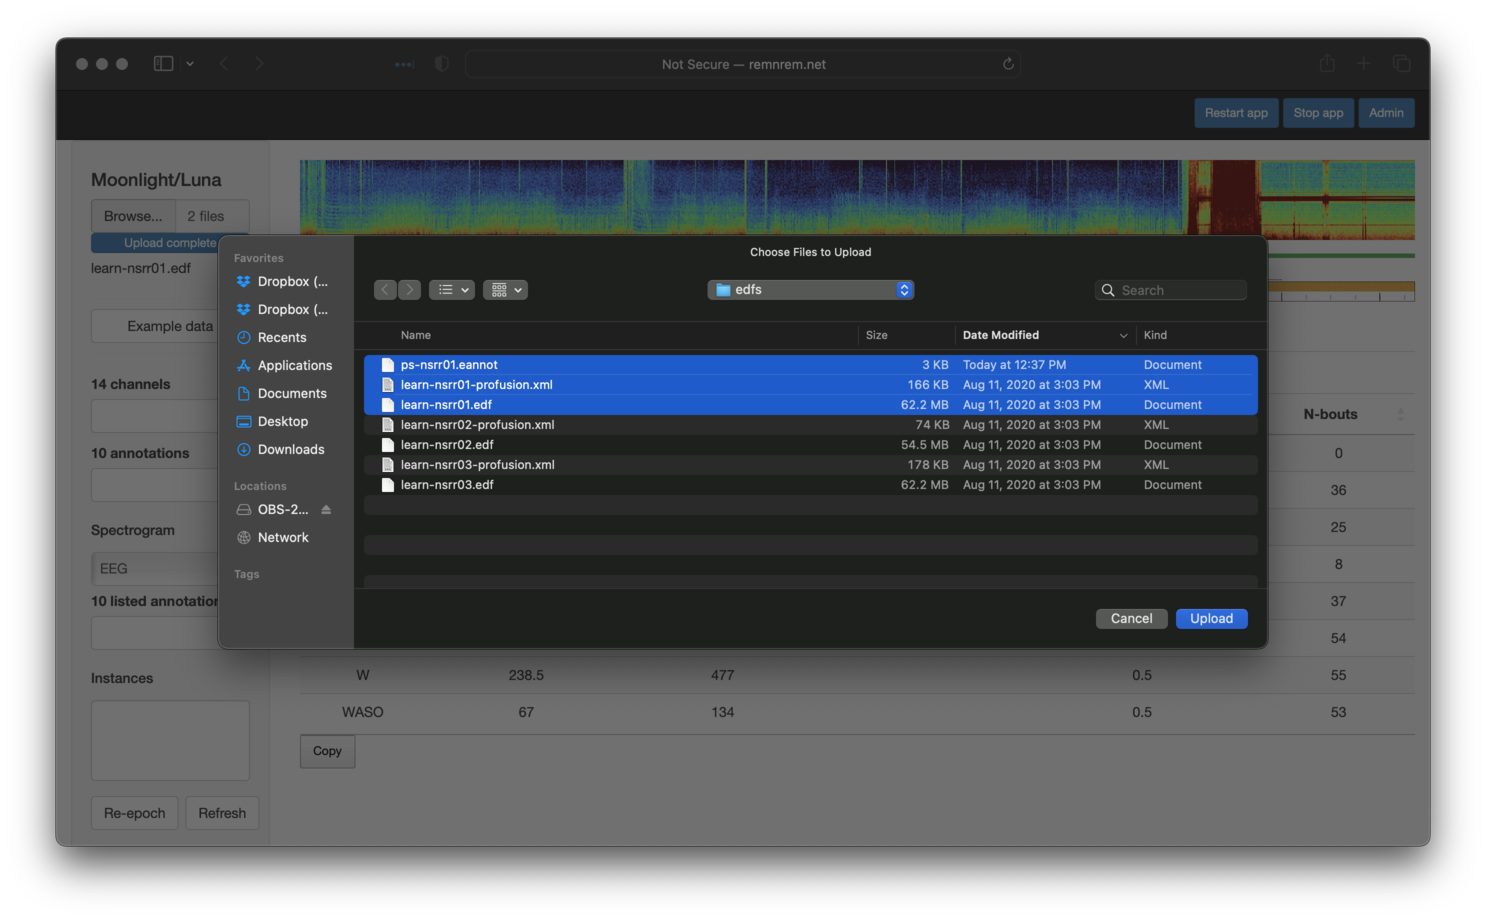 Not Secure — remnrem.net
Restart app Stop app Admin
Moonlight/Luna
Browse... 2 files
Upload complete
learn-nsrr01.edf
Example data
14 channels
10 annotations
Spectrogram
EEG
10 listed annotation
Instances
Re-epoch Refresh
Choose Files to Upload
Favorites
Dropbox (...
Dropbox (...
Recents
Applications
Documents
Desktop
Downloads
Locations
OBS-2...
Network
Tags
edfs
Search
Name Size Date Modified Kind
ps-nsrr01.eannot 3 KB Today at 12:37 PM Document
learn-nsrr01-profusion.xml 166 KB Aug 11, 2020 at 3:03 PM XML
learn-nsrr01.edf 62.2 MB Aug 11, 2020 at 3:03 PM Document
learn-nsrr02-profusion.xml 74 KB Aug 11, 2020 at 3:03 PM XML
learn-nsrr02.edf 54.5 MB Aug 11, 2020 at 3:03 PM Document
learn-nsrr03-profusion.xml 178 KB Aug 11, 2020 at 3:03 PM XML
learn-nsrr03.edf 62.2 MB Aug 11, 2020 at 3:03 PM Document
Cancel Upload
N-bouts
0
36
25
8
37
54
W 238.5 477 0.5 55
WASO 67 134 0.5 53
Copy